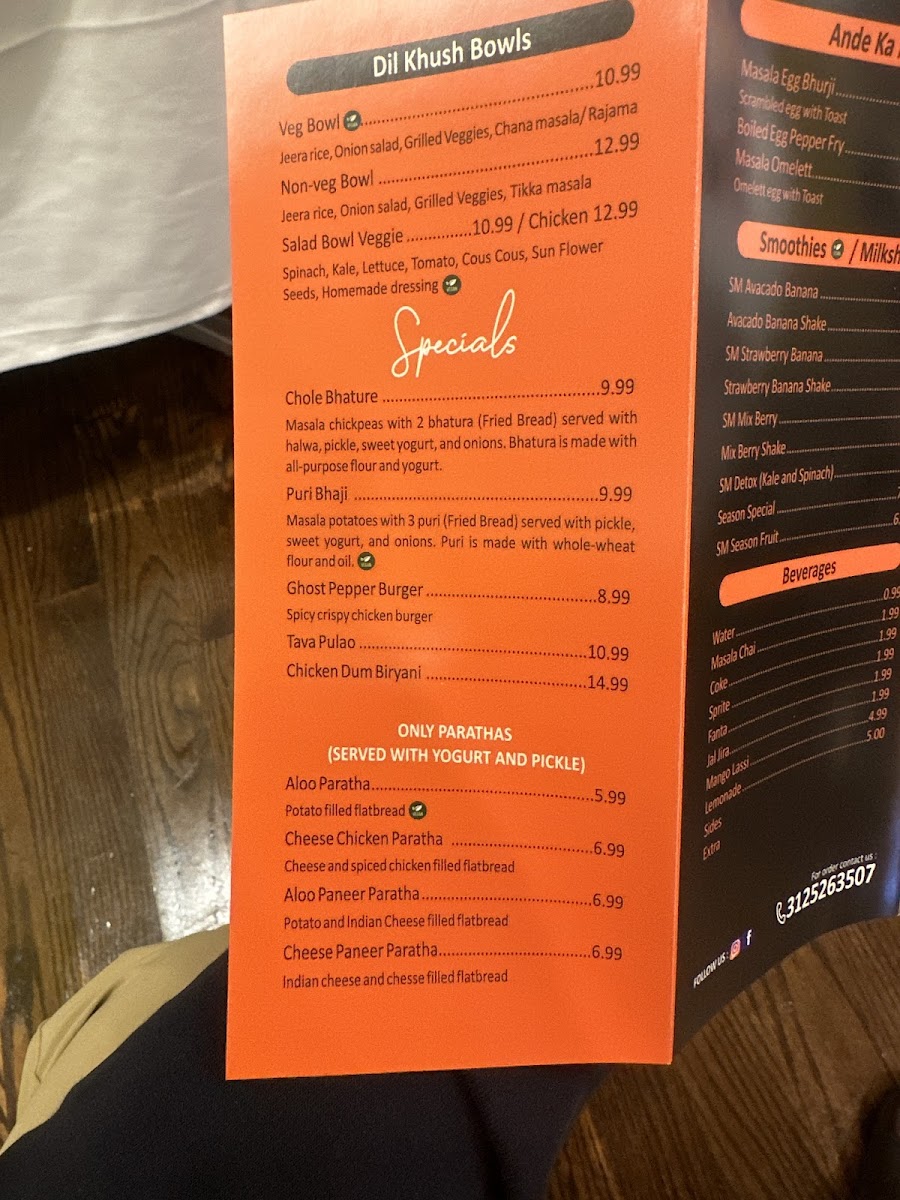 Dil Khush Bowls
Veg Bowl VEGAN ........ 10.99
Jeera rice, Onion salad, Grilled Veggies, Chana masala/ Rajama
Non-veg Bowl ........ 12.99
Jeera rice, Onion salad, Grilled Veggies, Tikka masala
Salad Bowl Veggie ........ 10.99 / Chicken 12.99
Spinach, Kale, Lettuce, Tomato, Cous Cous, Sun Flower
Seeds, Homemade dressing VEGAN
Specials
Chole Bhature ........ 9.99
Masala chickpeas with 2 bhatura (Fried Bread) served with
halwa, pickle, sweet yogurt, and onions. Bhatura is made with
all-purpose flour and yogurt.
Puri Bhaji ........ 9.99
Masala potatoes with 3 puri (Fried Bread) served with pickle,
sweet yogurt, and onions. Puri is made with whole-wheat
flour and oil. VEGAN
Ghost Pepper Burger ........ 8.99
Spicy crispy chicken burger
Tava Pulao ........ 10.99
Chicken Dum Biryani ........ 14.99
ONLY PARATHAS
(SERVED WITH YOGURT AND PICKLE)
Aloo Paratha ........ 5.99
Potato filled flatbread VEGAN
Cheese Chicken Paratha ........ 6.99
Cheese and spiced chicken filled flatbread
Aloo Paneer Paratha ........ 6.99
Potato and Indian Cheese filled flatbread
Cheese Paneer Paratha ........ 6.99
Indian cheese and chesse filled flatbread
Ande Ka
Masala Egg Bhurji ........
Scrambled egg with Toast
Boiled Egg Pepper Fry ........
Masala Omelett ........
Omelett egg with Toast
Smoothies VEGAN / Milksh
SM Avacado Banana ........
Avacado Banana Shake ........
SM Strawberry Banana ........
Strawberry Banana Shake ........
SM Mix Berry ........
Mix Berry Shake ........
SM Detox (Kale and Spinach) ........
Season Special ........ 7
SM Season Fruit ........ 6
Beverages
Water ........ 0.99
Masala Chai ........ 1.99
Coke ........ 1.99
Sprite ........ 1.99
Fanta ........ 1.99
Jal Jira ........ 1.99
Mango Lassi ........ 4.99
Lemonade ........ 5.00
Sides
Extra
For order contact us :
3125263507
FOLLOW US :